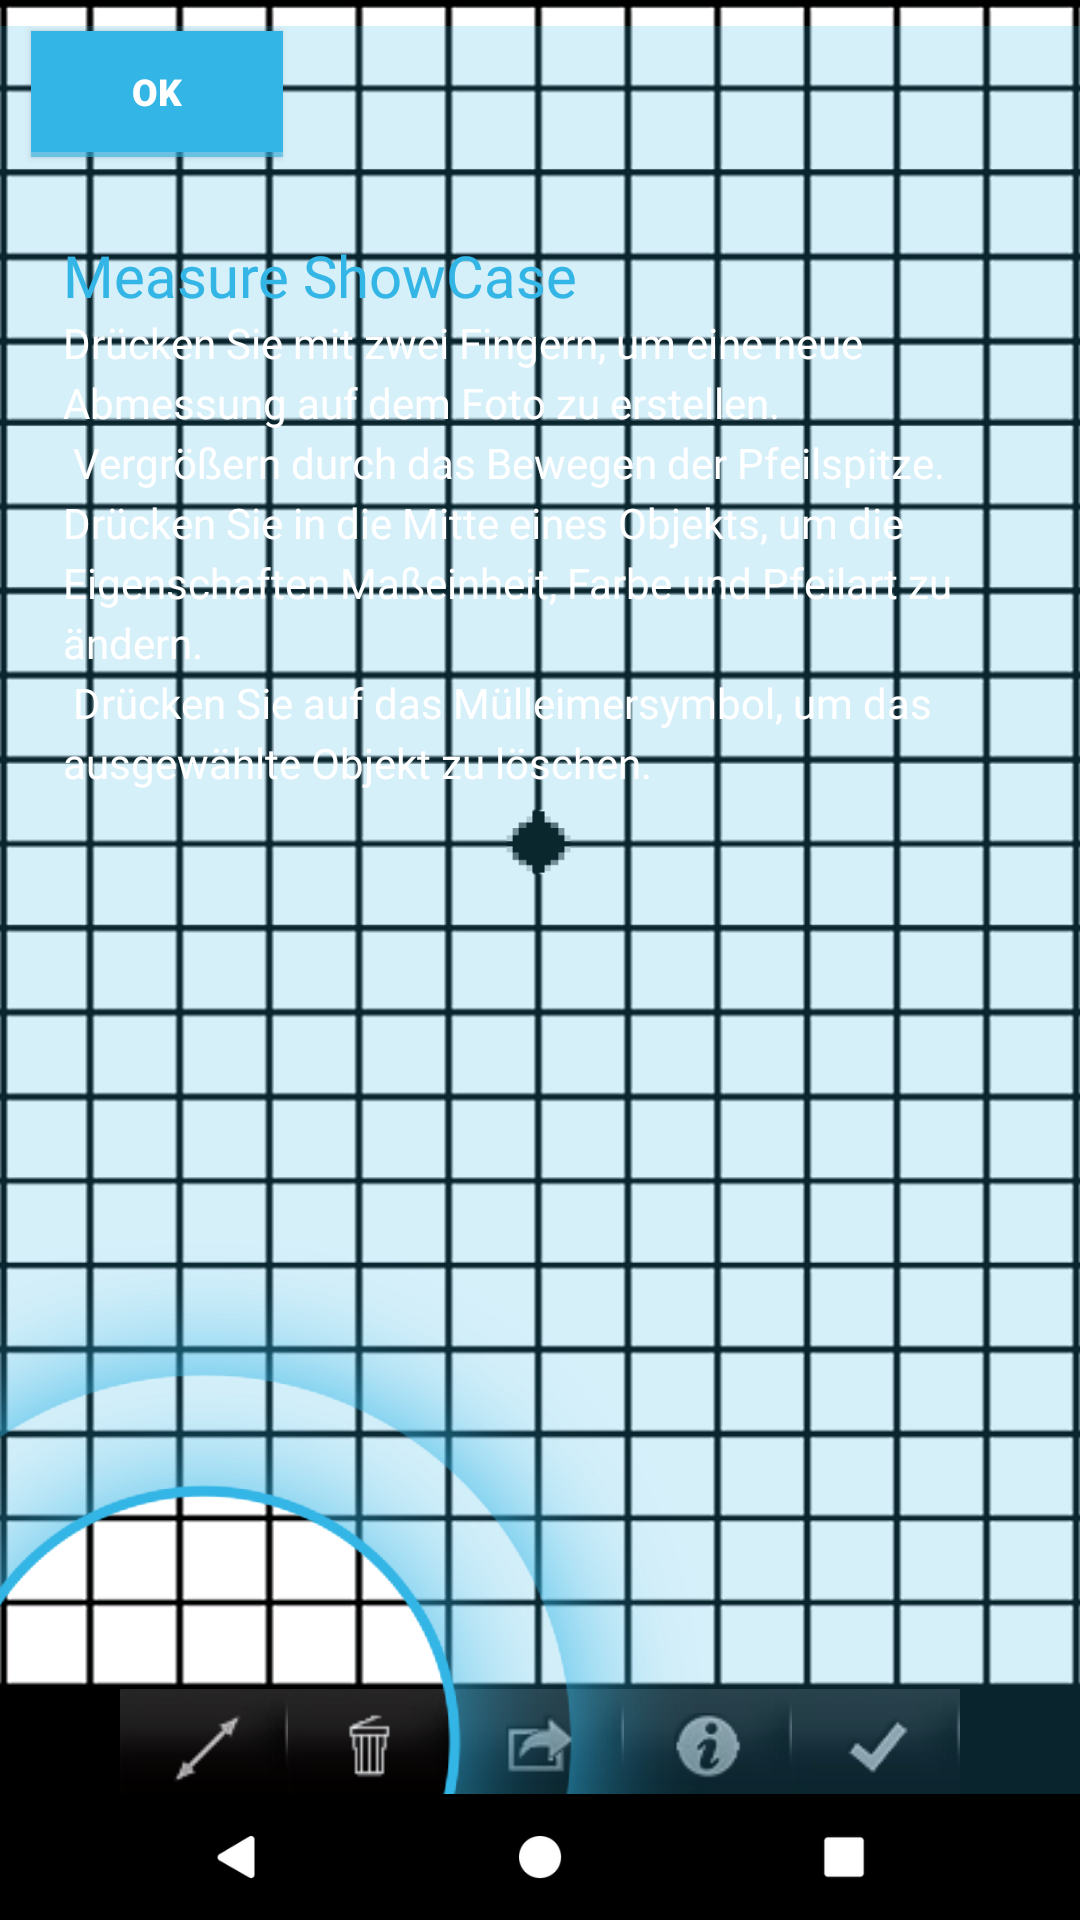 OK
Measure ShowCase
Drücken Sie mit zwei Fingern, um eine neue
Abmessung auf dem Foto zu erstellen.
Vergrößern durch das Bewegen der Pfeilspitze.
Drücken Sie in die Mitte eines Objekts, um die
Eigenschaften Maßeinheit, Farbe und Pfeilart zu
ändern.
Drücken Sie auf das Mülleimersymbol, um das
ausgewählte Objekt zu löschen.